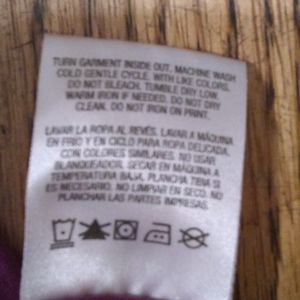 TURN GARMENT INSIDE OUT, MACHINE WASH
COLD GENTLE CYCLE, WITH LIKE COLORS,
DO NOT BLEACH, TUMBLE DRY LOW,
WARM IRON IF NEEDED, DO NOT DRY
CLEAN. DO NOT IRON ON PRINT.
LAVAR LA ROPA AL REVÉS, LAVAR A MÁQUINA
EN FRIO Y EN CICLO PARA ROPA DELICADA,
CON COLORES SIMILARES. NO USAR
BLANQUEADOR. SECAR EN MÁQUINA A
TEMPERATURA BAJA, PLANCHA TIBIA SI
ES NECESARIO. NO LIMPIAR EN SECO. NO
PLANCHAR LAS PARTES IMPRESAS.